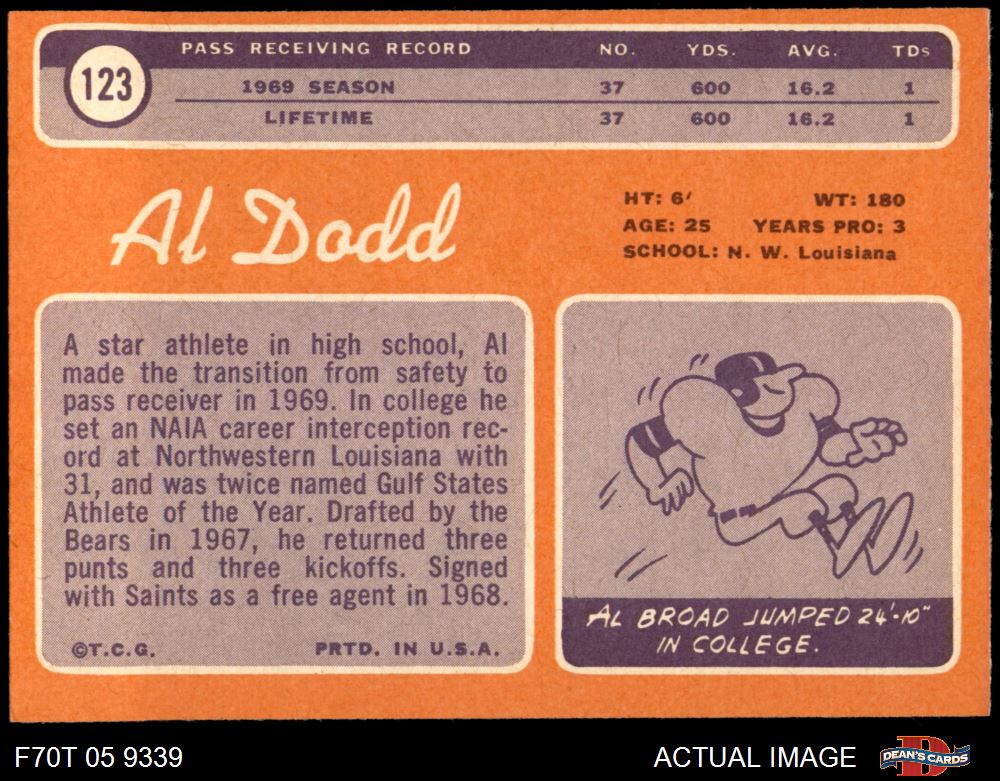 123
PASS RECEIVING RECORD NO. YDS. AVG. TDs
1969 SEASON 37 600 16.2 1
LIFETIME 37 600 16.2 1
Al Dodd
HT: 6' WT: 180
AGE: 25 YEARS PRO: 3
SCHOOL: N. W. Louisiana
A star athlete in high school, Al
made the transition from safety to
pass receiver in 1969. In college he
set an NAIA career interception rec-
ord at Northwestern Louisiana with
31, and was twice named Gulf States
Athlete of the Year. Drafted by the
Bears in 1967, he returned three
punts and three kickoffs. Signed
with Saints as a free agent in 1968.
©T.C.G. PRTD. IN U.S.A.
AL BROAD JUMPED 24'-10"
IN COLLEGE.
F70T 05 9339
ACTUAL IMAGE
D
DEAN'S CARDS